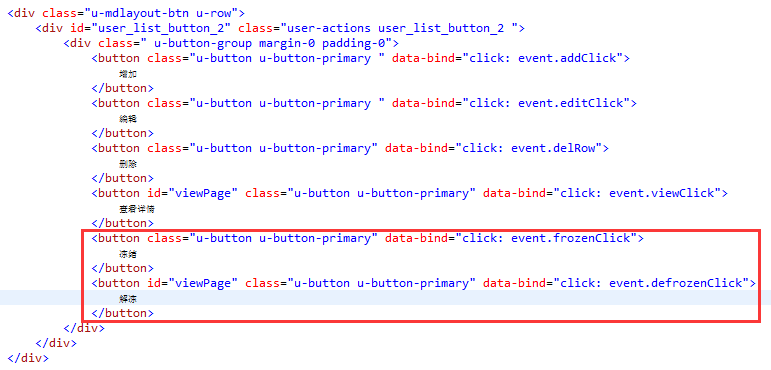 <div class="u-mdlayout-btn u-row">
<div id="user_list_button_2" class="user-actions user_list_button_2 ">
<div class=" u-button-group margin-0 padding-0">
<button class="u-button u-button-primary " data-bind="click: event.addClick">
增加
</button>
<button class="u-button u-button-primary " data-bind="click: event.editClick">
编辑
</button>
<button class="u-button u-button-primary" data-bind="click: event.delRow">
删除
</button>
<button id="viewPage" class="u-button u-button-primary" data-bind="click: event.viewClick">
查看详情
</button>
<button class="u-button u-button-primary" data-bind="click: event.frozenClick">
冻结
</button>
<button id="viewPage" class="u-button u-button-primary" data-bind="click: event.defrozenClick">
解冻
</button>
</div>
</div>
</div>